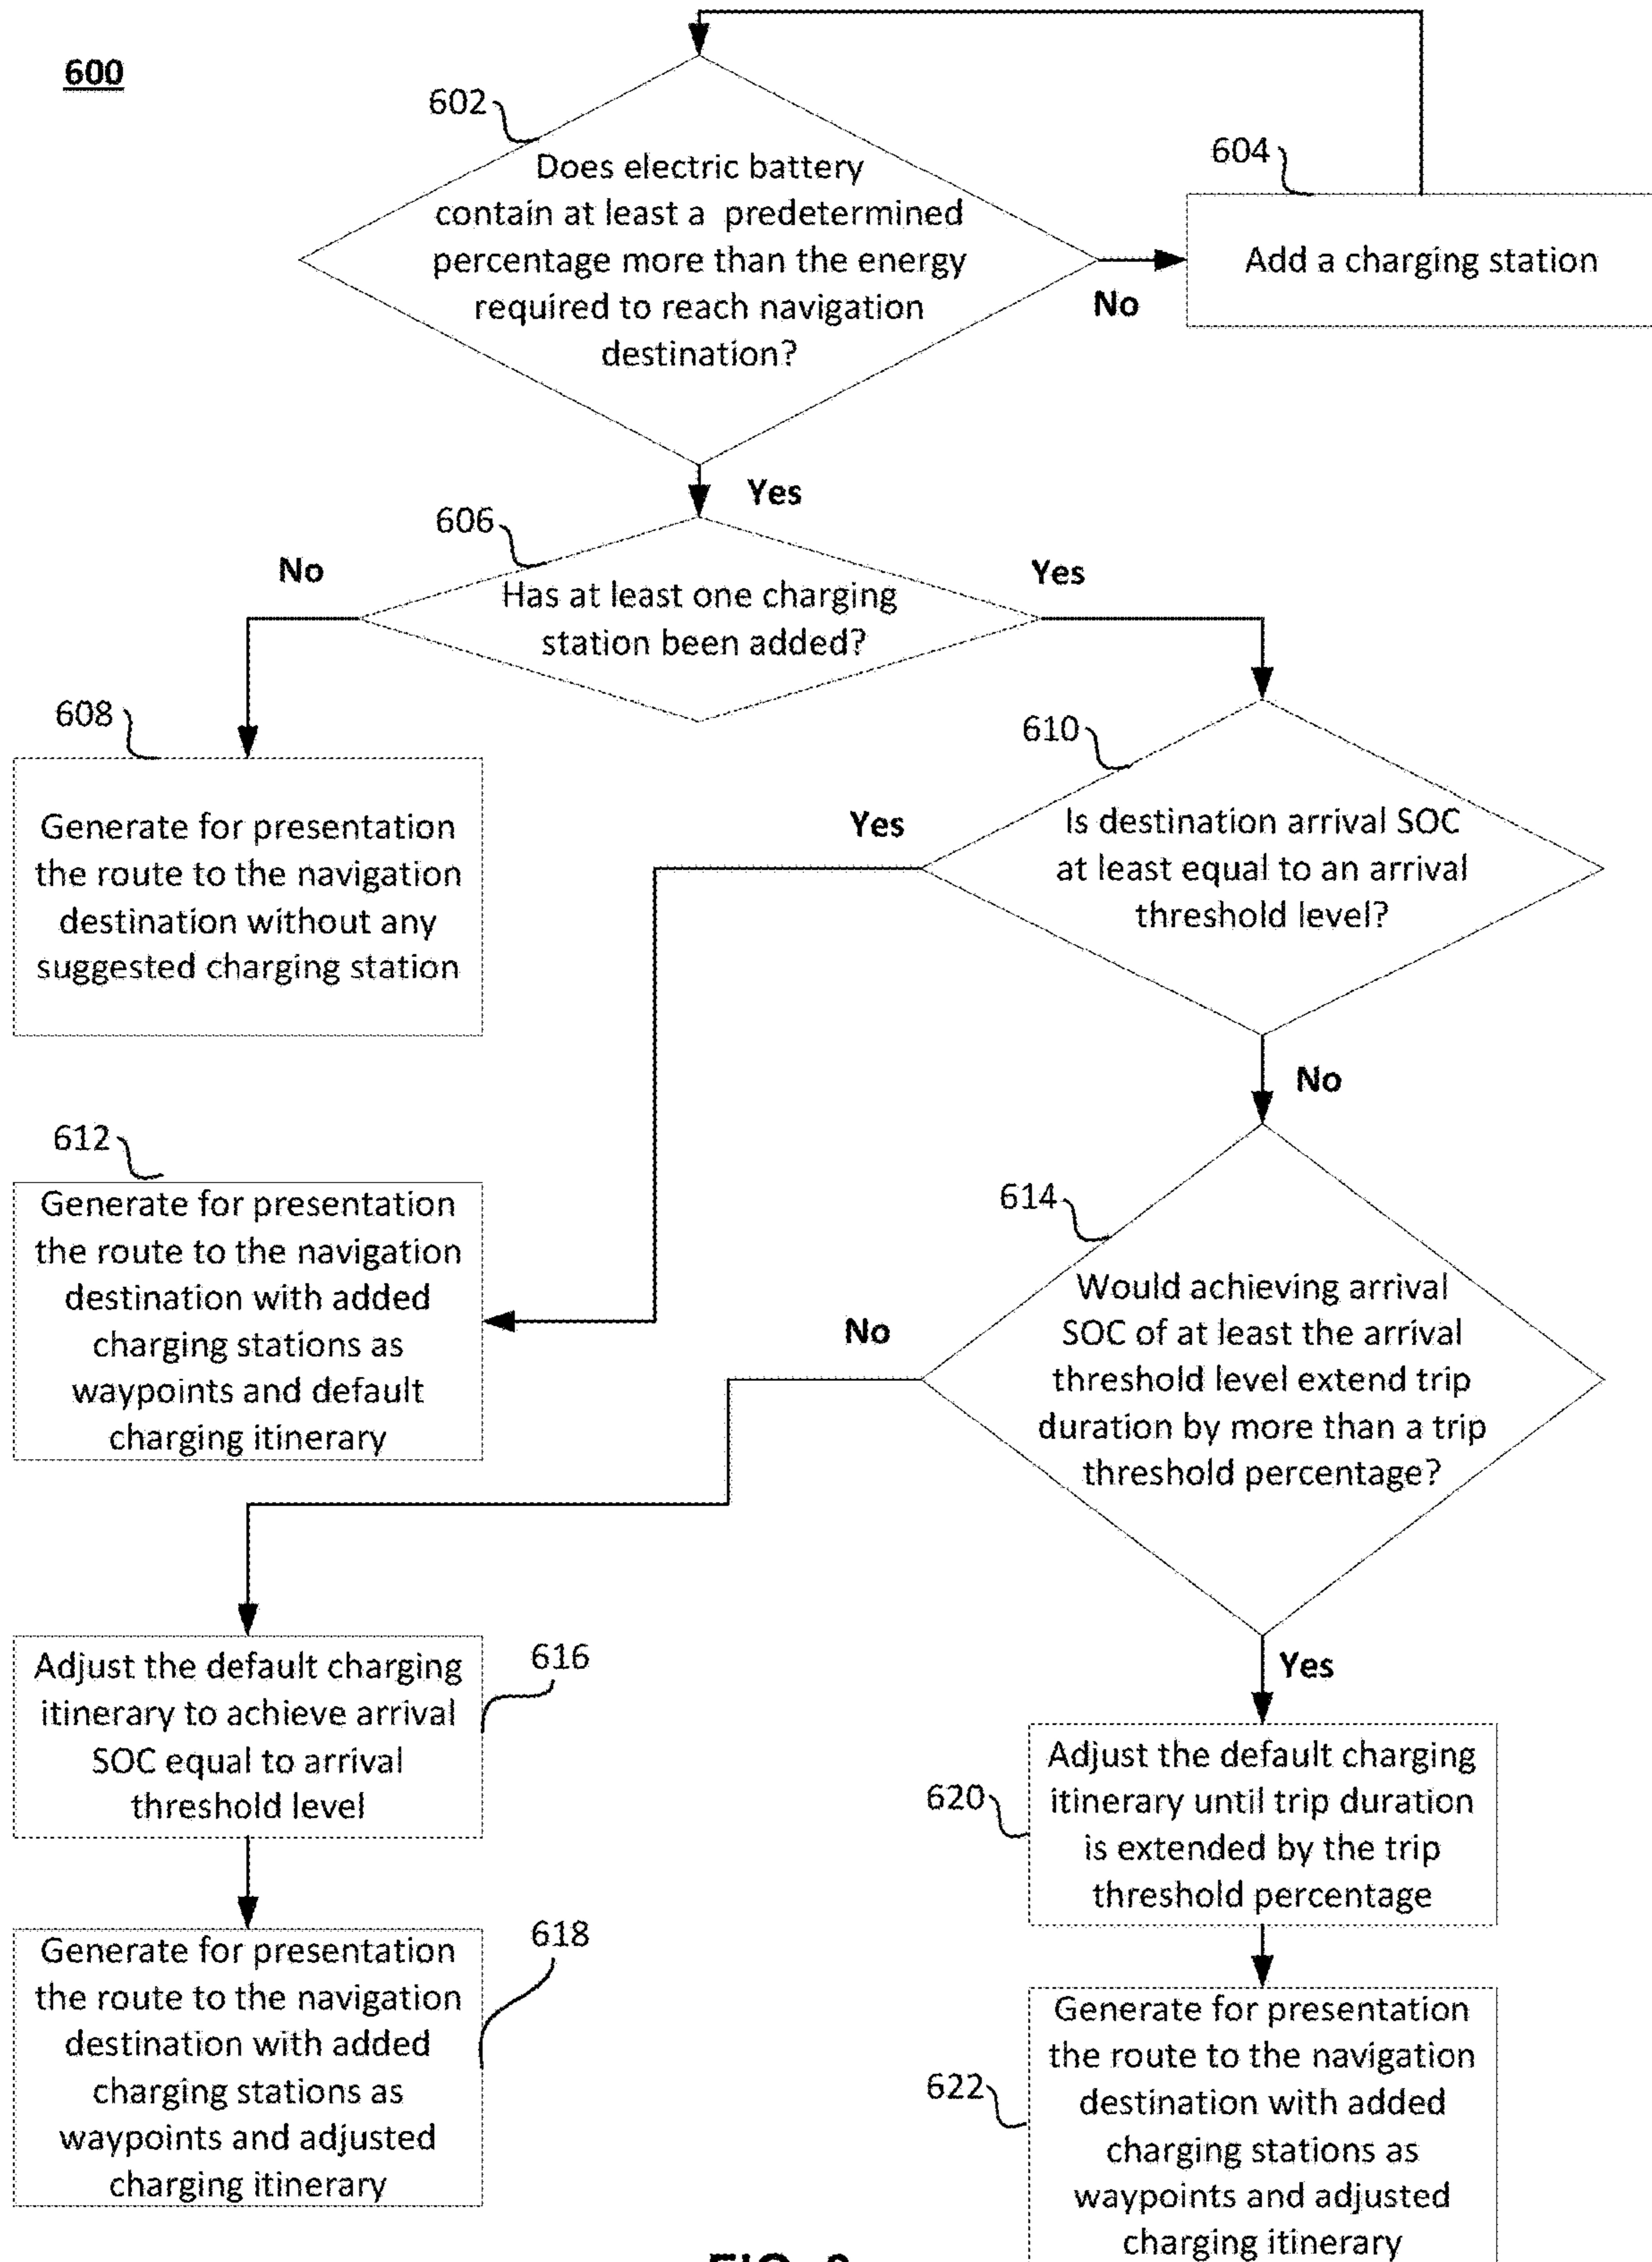 600
602
Does electric battery
contain at least a predetermined
percentage more than the energy
required to reach navigation
destination?
604
Add a charging station
No
Yes
606
Has at least one charging
station been added?
No
Yes
608
Generate for presentation
the route to the navigation
destination without any
suggested charging station
610
Is destination arrival SOC
at least equal to an arrival
threshold level?
Yes
No
612
Generate for presentation
the route to the navigation
destination with added
charging stations as
waypoints and default
charging itinerary
614
Would achieving arrival
SOC of at least the arrival
threshold level extend trip
duration by more than a trip
threshold percentage?
No
Yes
616
Adjust the default charging
itinerary to achieve arrival
SOC equal to arrival
threshold level
618
Generate for presentation
the route to the navigation
destination with added
charging stations as
waypoints and adjusted
charging itinerary
620
Adjust the default charging
itinerary until trip duration
is extended by the trip
threshold percentage
622
Generate for presentation
the route to the navigation
destination with added
charging stations as
waypoints and adjusted
charging itinerary